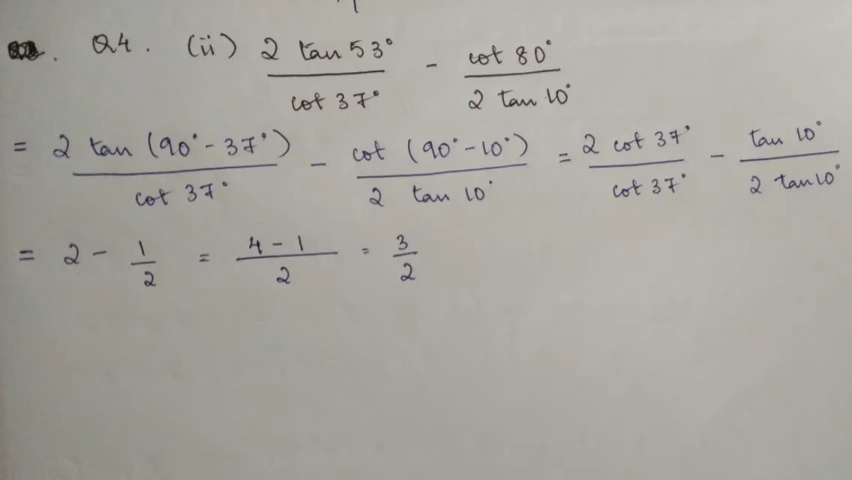 Q4. (ii) 2 tan 53° / cot 37° - cot 80° / 2 tan 10°
= 2 tan (90° - 37°) / cot 37° - cot (90° - 10°) / 2 tan 10° = 2 cot 37° / cot 37° - tan 10° / 2 tan 10°
= 2 - 1/2 = 4 - 1 / 2 = 3/2